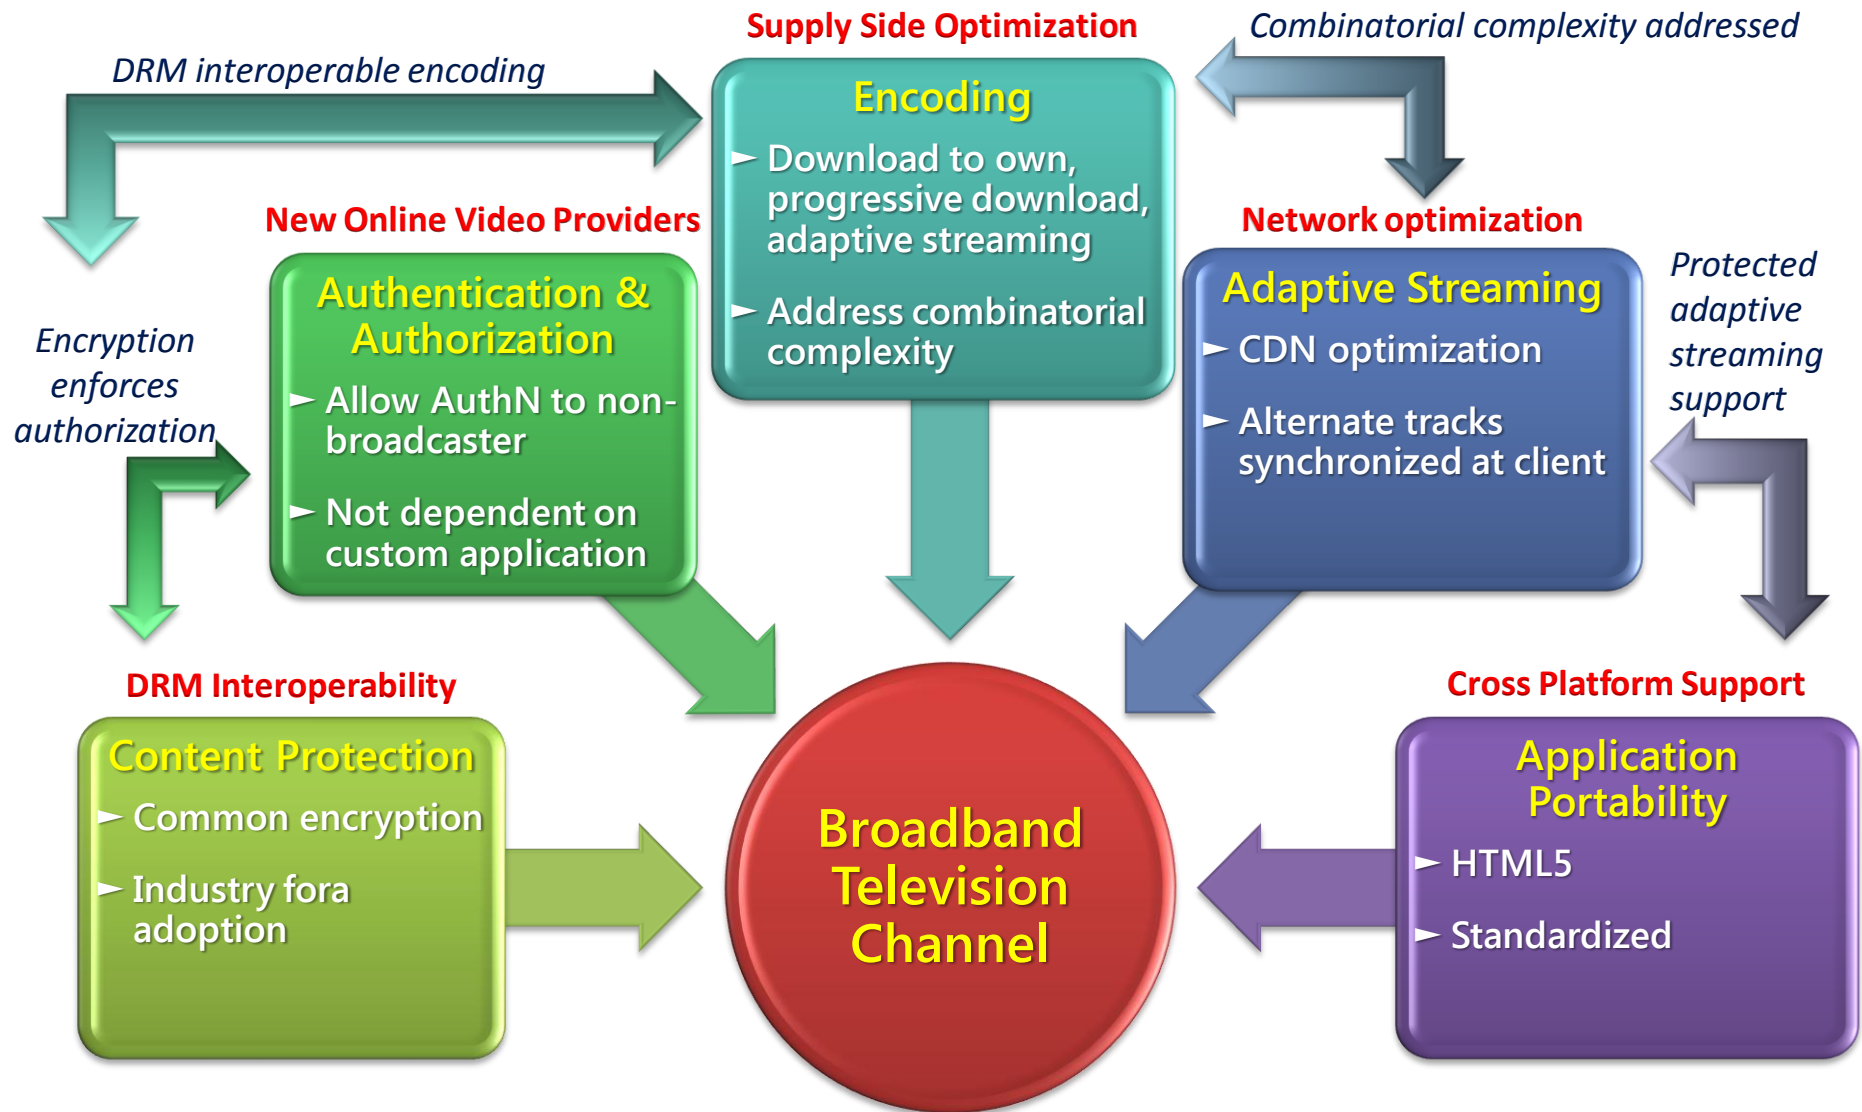 Supply Side Optimization
Combinatorial complexity addressed
DRM interoperable encoding
Encoding
► Download to own,
progressive download,
adaptive streaming
► Address combinatorial
complexity
New Online Video Providers
Authentication &
Authorization
► Allow AuthN to non-
broadcaster
► Not dependent on
custom application
Network optimization
Adaptive Streaming
► CDN optimization
► Alternate tracks
synchronized at client
Protected
adaptive
streaming
support
Encryption
enforces
authorization
DRM Interoperability
Content Protection
► Common encryption
► Industry fora
adoption
Broadband
Television
Channel
Cross Platform Support
Application
Portability
► HTML5
► Standardized